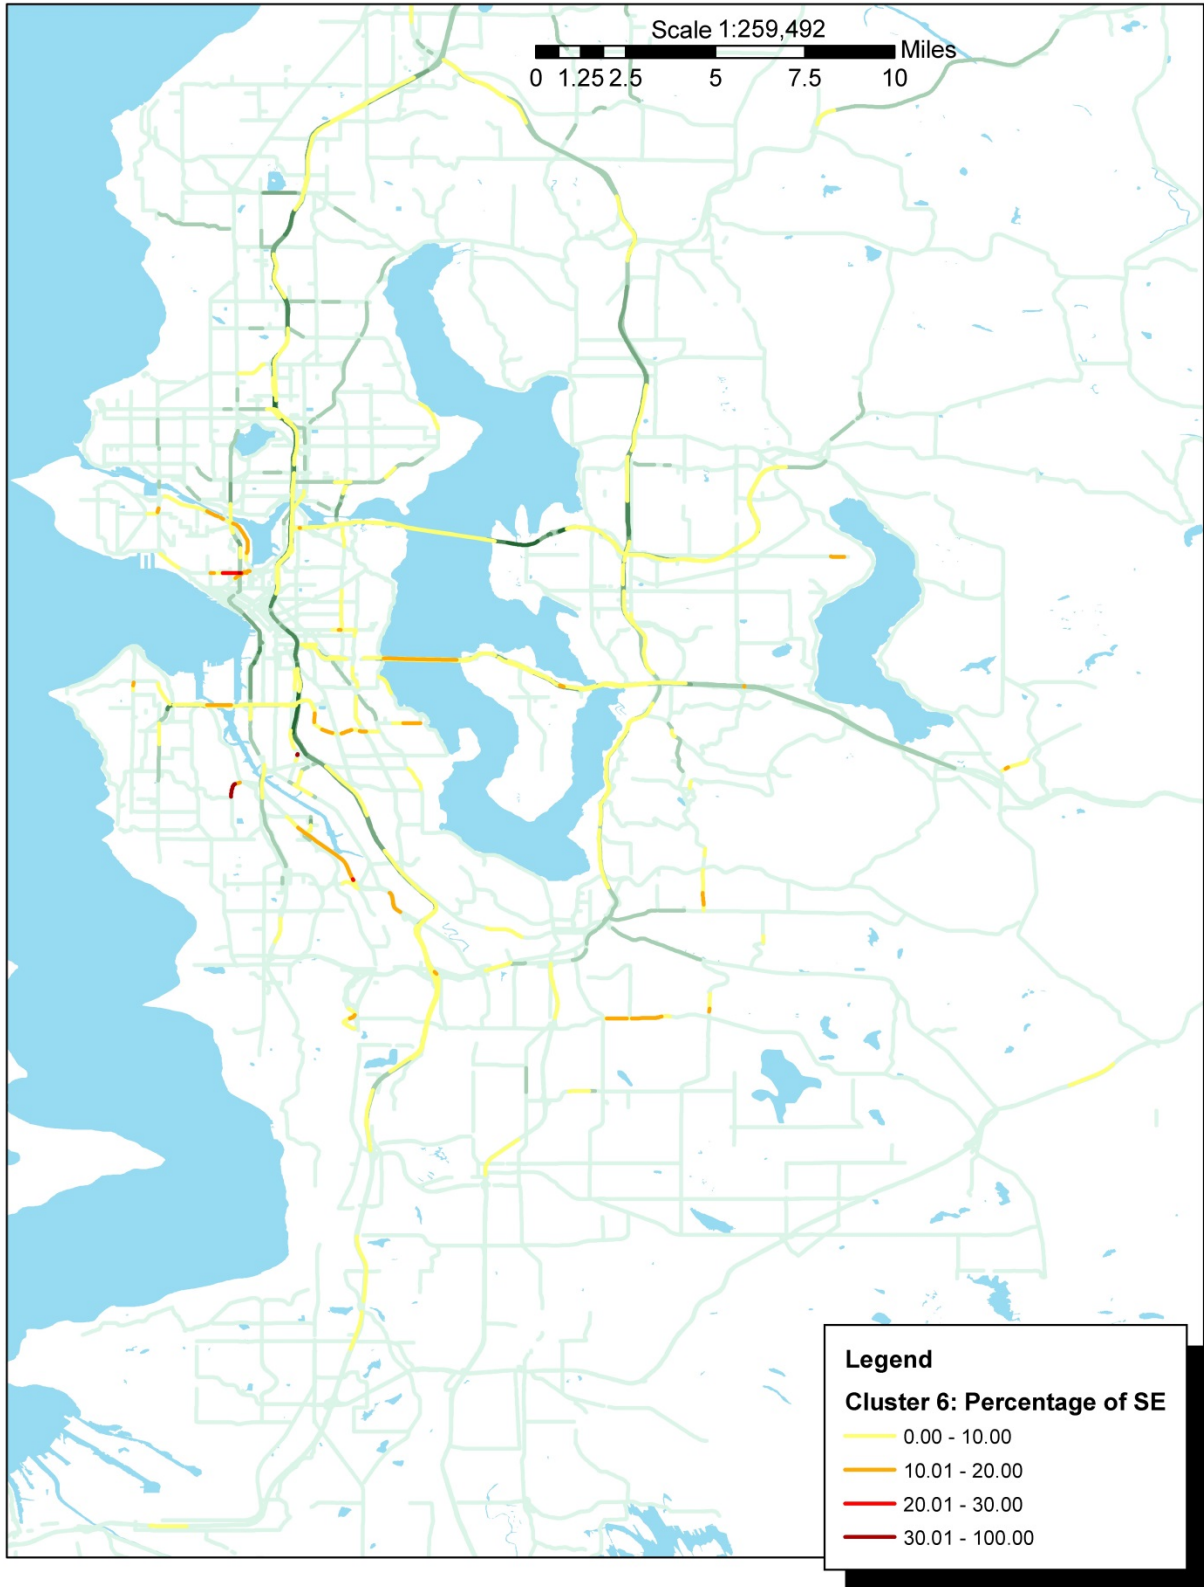 Scale 1:259,492
Miles
0 1.25 2.5 5 7.5 10
Legend
Cluster 6: Percentage of SE
0.00 - 10.00
10.01 - 20.00
20.01 - 30.00
30.01 - 100.00